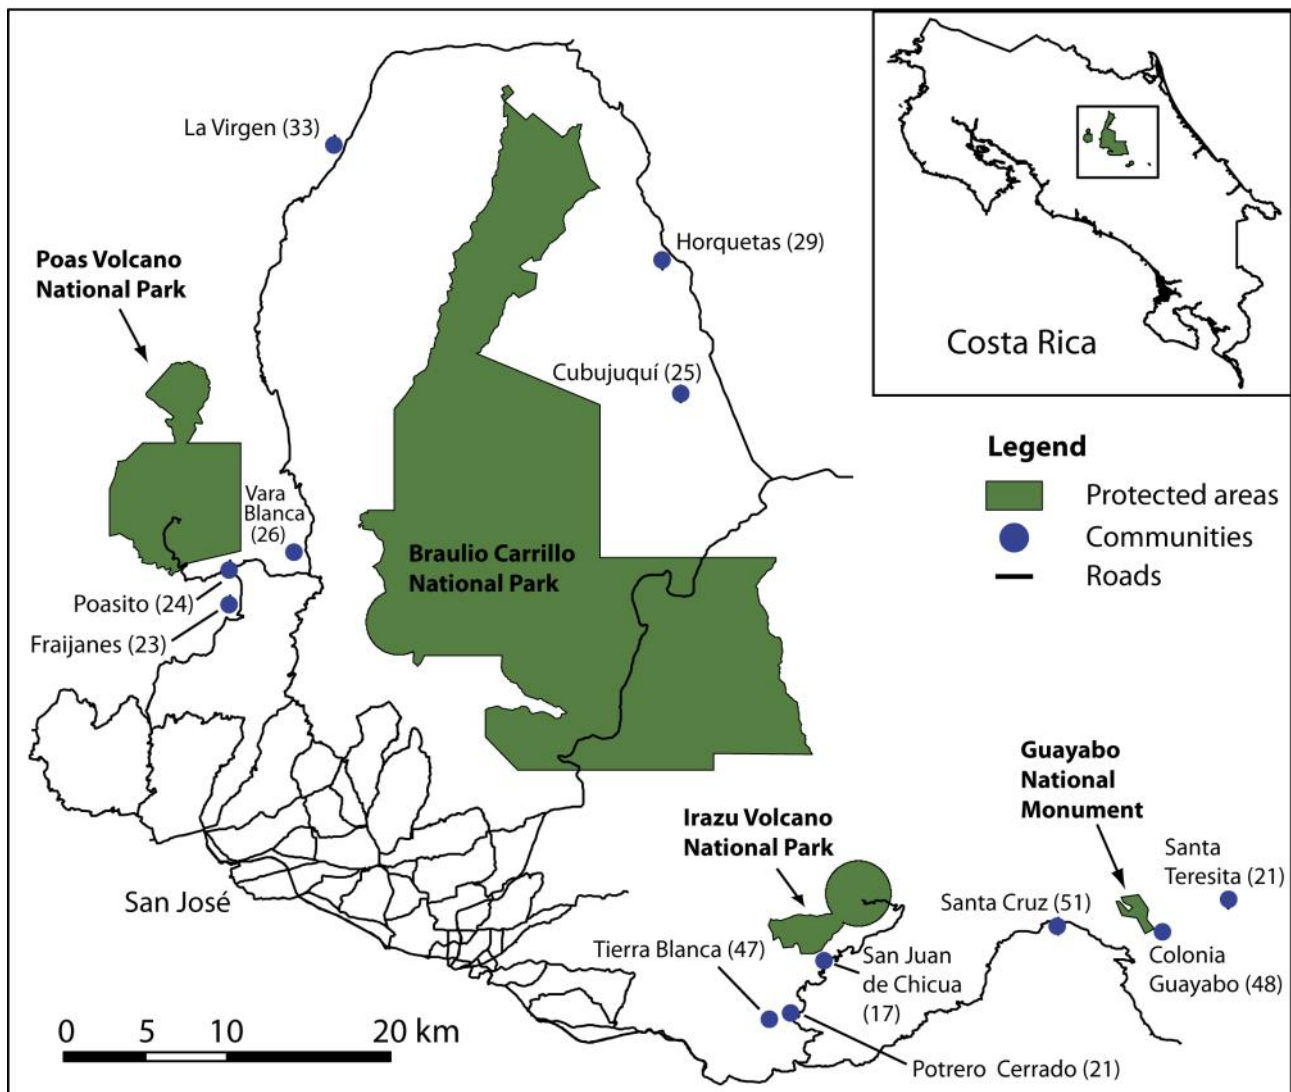 La Virgen (33)
Horquetas (29)
Poas Volcano
National Park
Costa Rica
Cubujuquí (25)
Legend
Protected areas
Communities
Roads
Vara
Blanca
(26)
Braulio Carrillo
National Park
Poasito (24)
Fraijanes (23)
Guayabo
National
Monument
Irazu Volcano
National Park
Santa
Teresita (21)
San José
Santa Cruz (51)
Tierra Blanca (47)
San Juan
de Chicua
(17)
Colonia
Guayabo (48)
0 5 10 20 km
Potrero Cerrado (21)